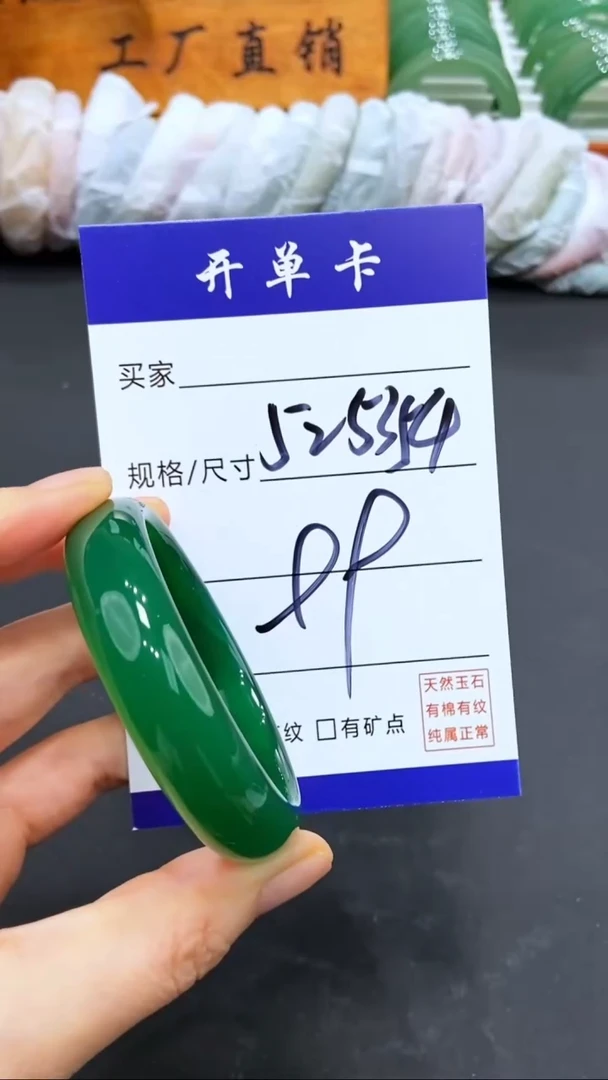 工厂直销
开单卡
买家
规格/尺寸 525354
纹 □有矿点
天然玉石
有棉有纹
纯属正常